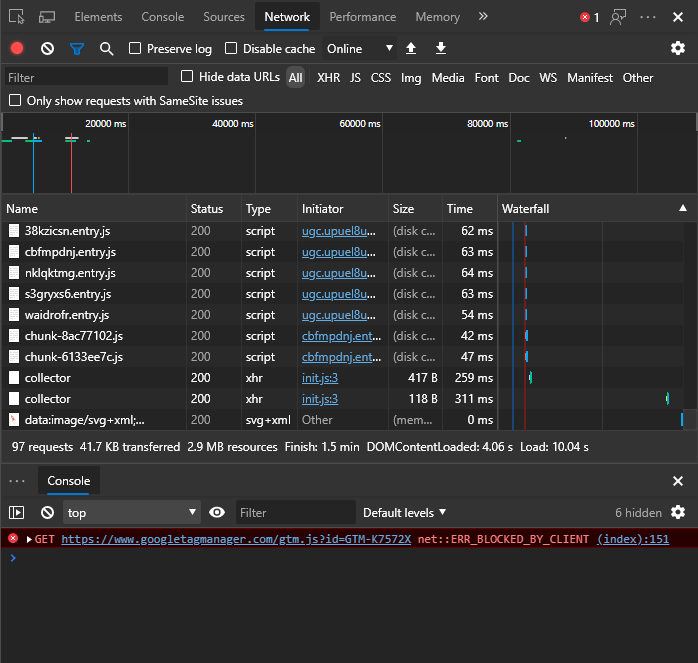 Elements Console Sources Network Performance Memory » 1 ···
Preserve log Disable cache Online
Filter Hide data URLs All XHR JS CSS Img Media Font Doc WS Manifest Other
Only show requests with SameSite issues
20000 ms 40000 ms 60000 ms 80000 ms 100000 ms
Name Status Type Initiator Size Time Waterfall
38kzicsn.entry.js 200 script ugc.upuel8u... (disk c... 62 ms
cbfmpdnj.entry.js 200 script ugc.upuel8u... (disk c... 63 ms
nklqktmg.entry.js 200 script ugc.upuel8u... (disk c... 64 ms
s3gryxs6.entry.js 200 script ugc.upuel8u... (disk c... 63 ms
waidrofr.entry.js 200 script ugc.upuel8u... (disk c... 54 ms
chunk-8ac77102.js 200 script cbfmpdnj.ent... (disk c... 42 ms
chunk-6133ee7c.js 200 script cbfmpdnj.ent... (disk c... 47 ms
collector 200 xhr init.js:3 417 B 259 ms
collector 200 xhr init.js:3 118 B 311 ms
data:image/svg+xml;... 200 svg+xml Other (mem... 0 ms
97 requests 41.7 KB transferred 2.9 MB resources Finish: 1.5 min DOMContentLoaded: 4.06 s Load: 10.04 s
··· Console
top Filter Default levels 6 hidden
GET https://www.googletagmanager.com/gtm.js?id=GTM-K7572X net::ERR_BLOCKED_BY_CLIENT (index):151